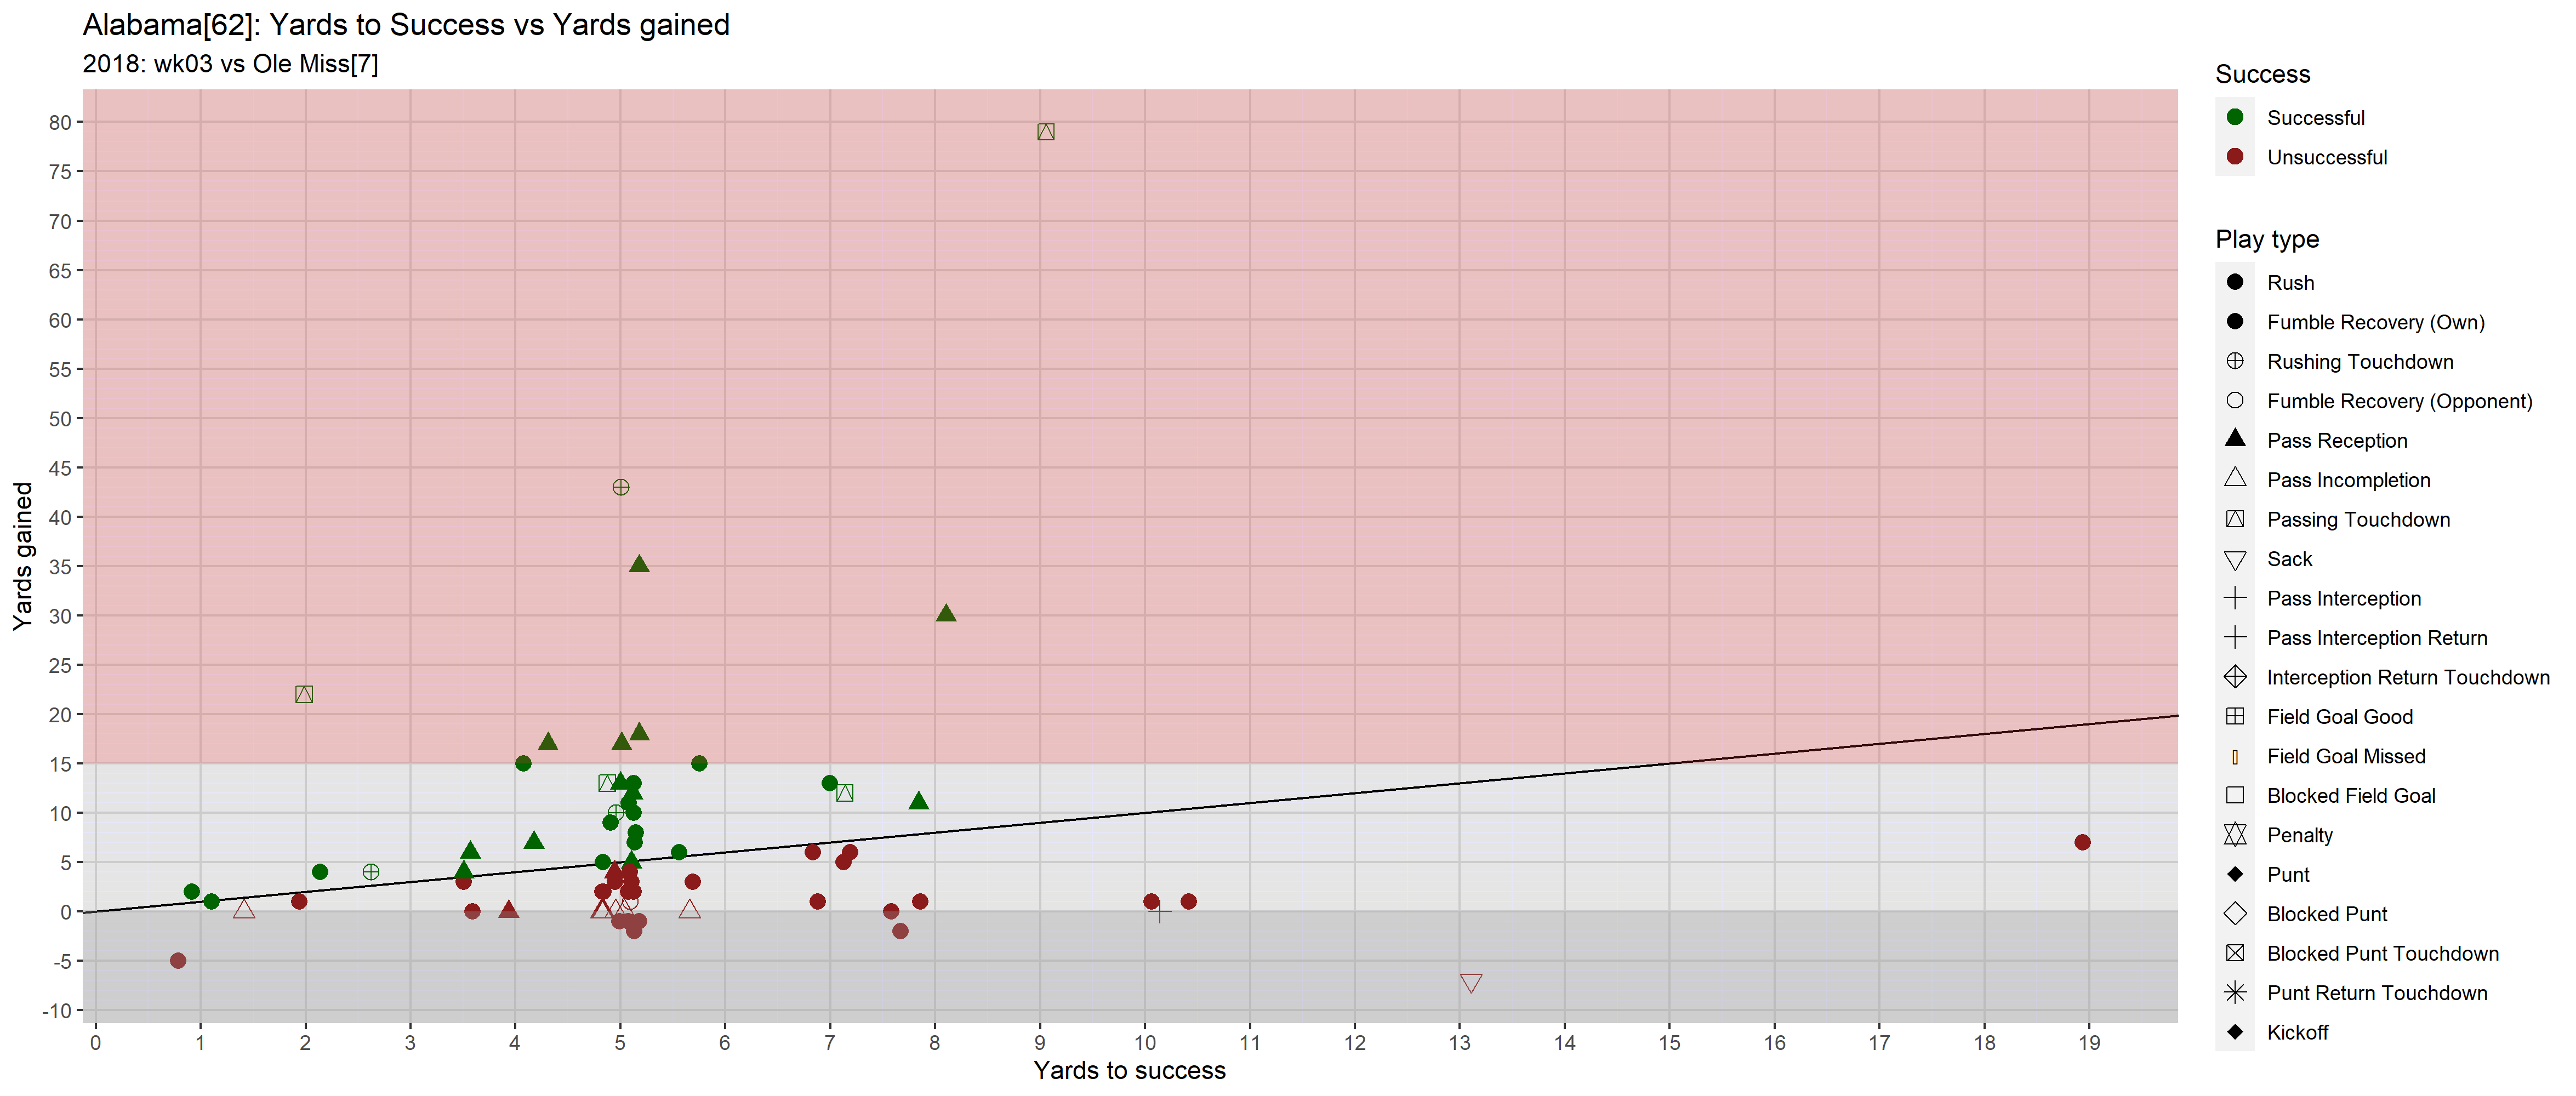 Alabama[62]: Yards to Success vs Yards gained
2018: wk03 vs Ole Miss[7]
Yards gained
80
75
70
65
60
55
50
45
40
35
30
25
20
15
10
5
0
-5
-10
0 1 2 3 4 5 6 7 8 9 10 11 12 13 14 15 16 17 18 19
Yards to success
Success
Successful
Unsuccessful
Play type
Rush
Fumble Recovery (Own)
Rushing Touchdown
Fumble Recovery (Opponent)
Pass Reception
Pass Incompletion
Passing Touchdown
Sack
Pass Interception
Pass Interception Return
Interception Return Touchdown
Field Goal Good
Field Goal Missed
Blocked Field Goal
Penalty
Punt
Blocked Punt
Blocked Punt Touchdown
Punt Return Touchdown
Kickoff